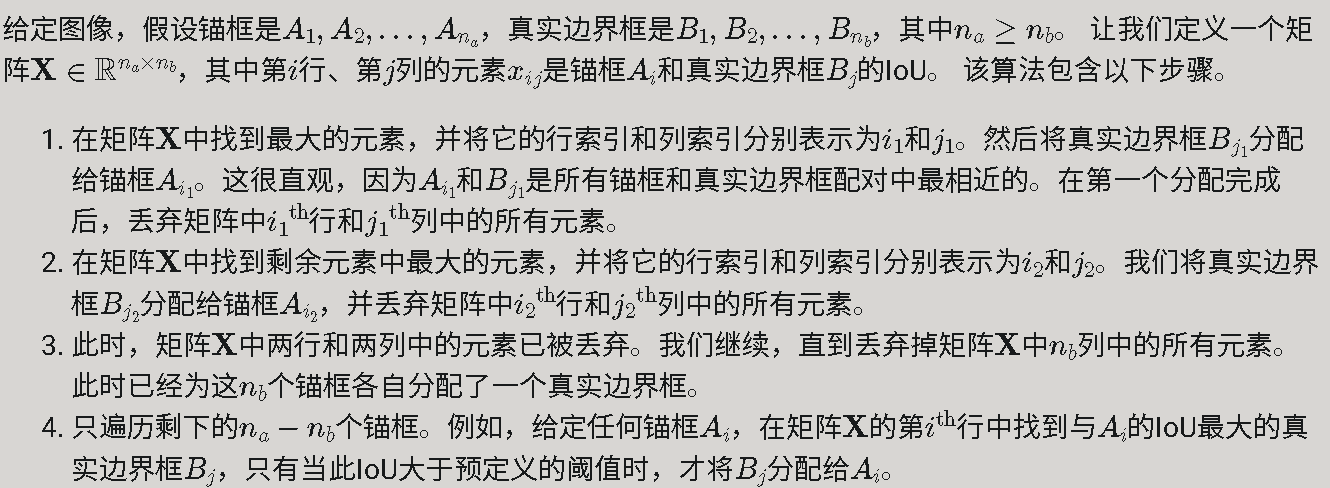 给定图像，假设锚框是$A_1, A_2, \ldots, A_{n_a}$，真实边界框是$B_1, B_2, \ldots, B_{n_b}$，其中$n_a \geq n_b$。 让我们定义一个矩
阵$\mathbf{X} \in \mathbb{R}^{n_a \times n_b}$，其中第$i$行、第$j$列的元素$x_{ij}$是锚框$A_i$和真实边界框$B_j$的IoU。 该算法包含以下步骤。
1. 在矩阵$\mathbf{X}$中找到最大的元素，并将它的行索引和列索引分别表示为$i_1$和$j_1$。然后将真实边界框$B_{j_1}$分配
给锚框$A_{i_1}$。这很直观，因为$A_{i_1}$和$B_{j_1}$是所有锚框和真实边界框配对中最相近的。在第一个分配完成
后，丢弃矩阵中${i_1}^\mathrm{th}$行和${j_1}^\mathrm{th}$列中的所有元素。
2. 在矩阵$\mathbf{X}$中找到剩余元素中最大的元素，并将它的行索引和列索引分别表示为$i_2$和$j_2$。我们将真实边界
框$B_{j_2}$分配给锚框$A_{i_2}$，并丢弃矩阵中${i_2}^\mathrm{th}$行和${j_2}^\mathrm{th}$列中的所有元素。
3. 此时，矩阵$\mathbf{X}$中两行和两列中的元素已被丢弃。我们继续，直到丢弃掉矩阵$\mathbf{X}$中$n_b$列中的所有元素。
此时已经为这$n_b$个锚框各自分配了一个真实边界框。
4. 只遍历剩下的$n_a - n_b$个锚框。例如，给定任何锚框$A_i$，在矩阵$\mathbf{X}$的第$i^\mathrm{th}$行中找到与$A_i$的IoU最大的真
实边界框$B_j$，只有当此IoU大于预定义的阈值时，才将$B_j$分配给$A_i$。